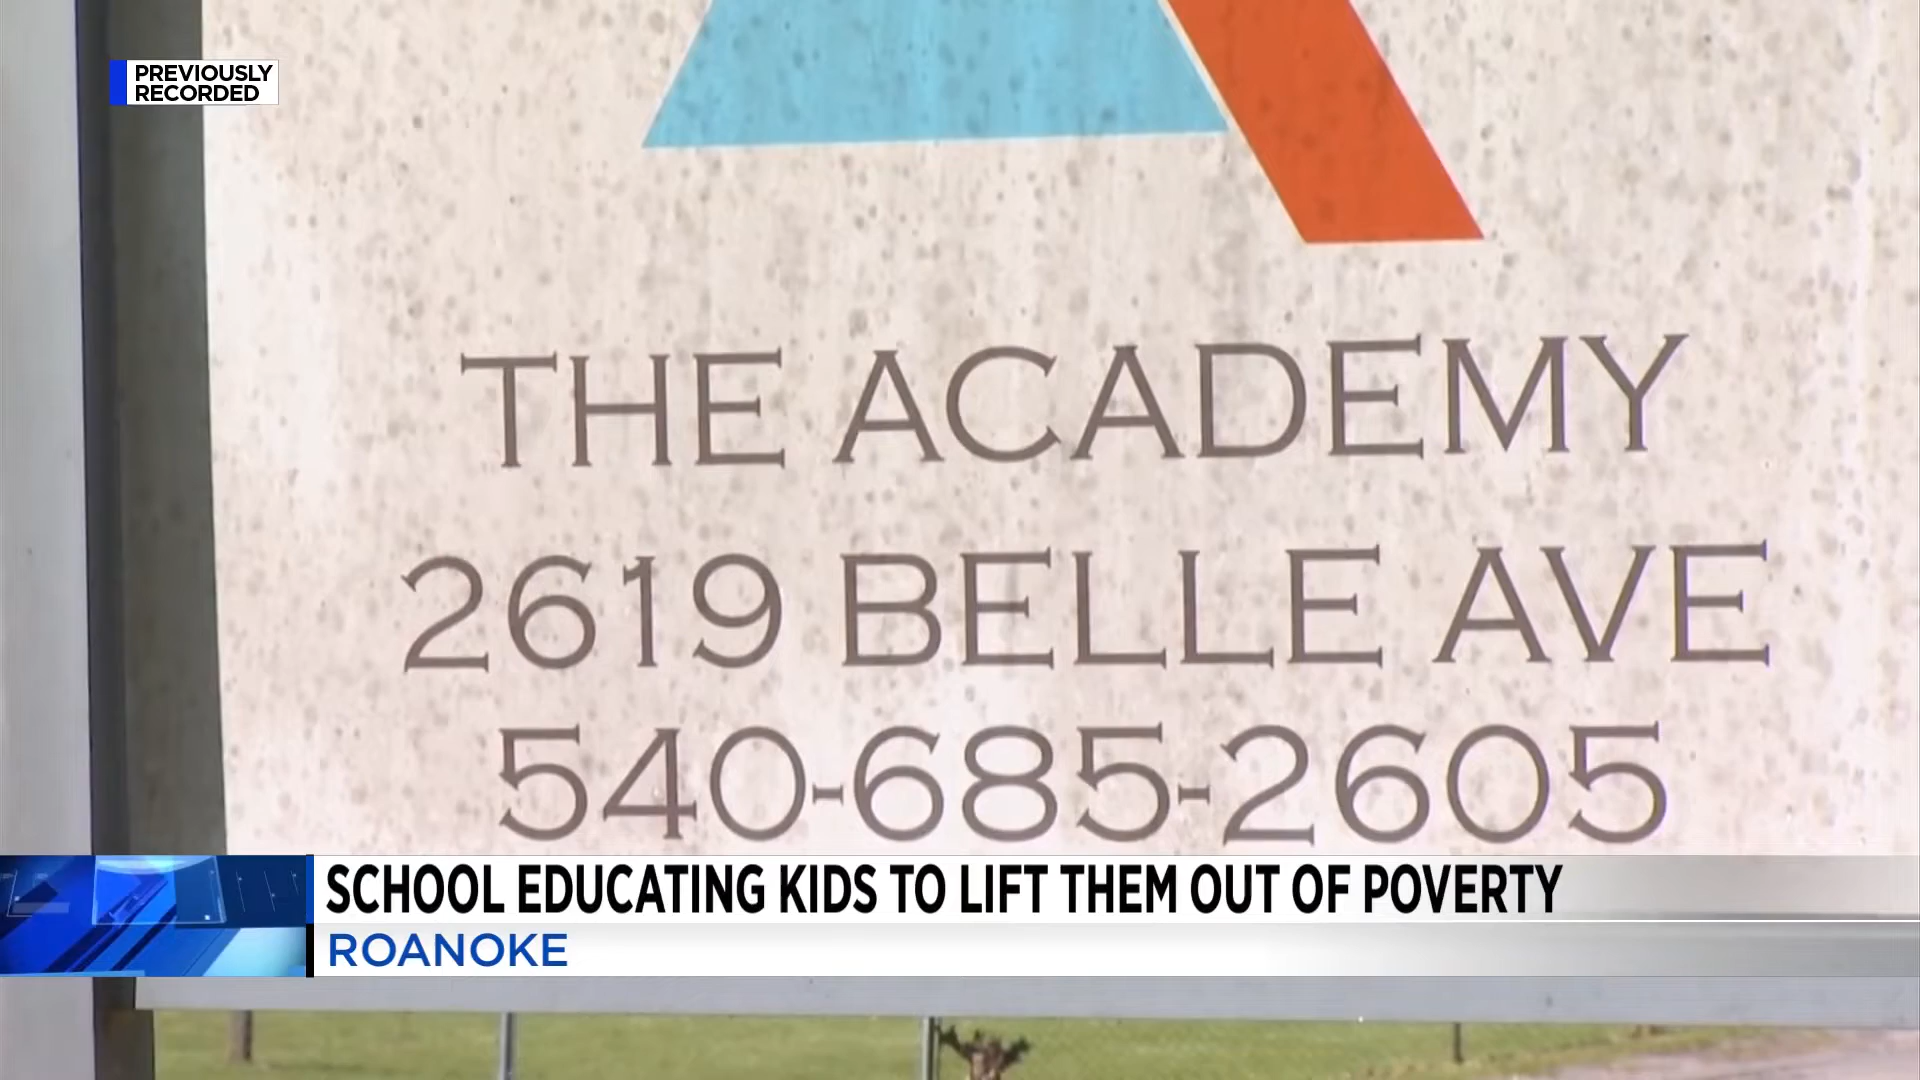 PREVIOUSLY
RECORDED
THE ACADEMY
2619 BELLE AVE
540-685-2605
SCHOOL EDUCATING KIDS TO LIFT THEM OUT OF POVERTY
ROANOKE